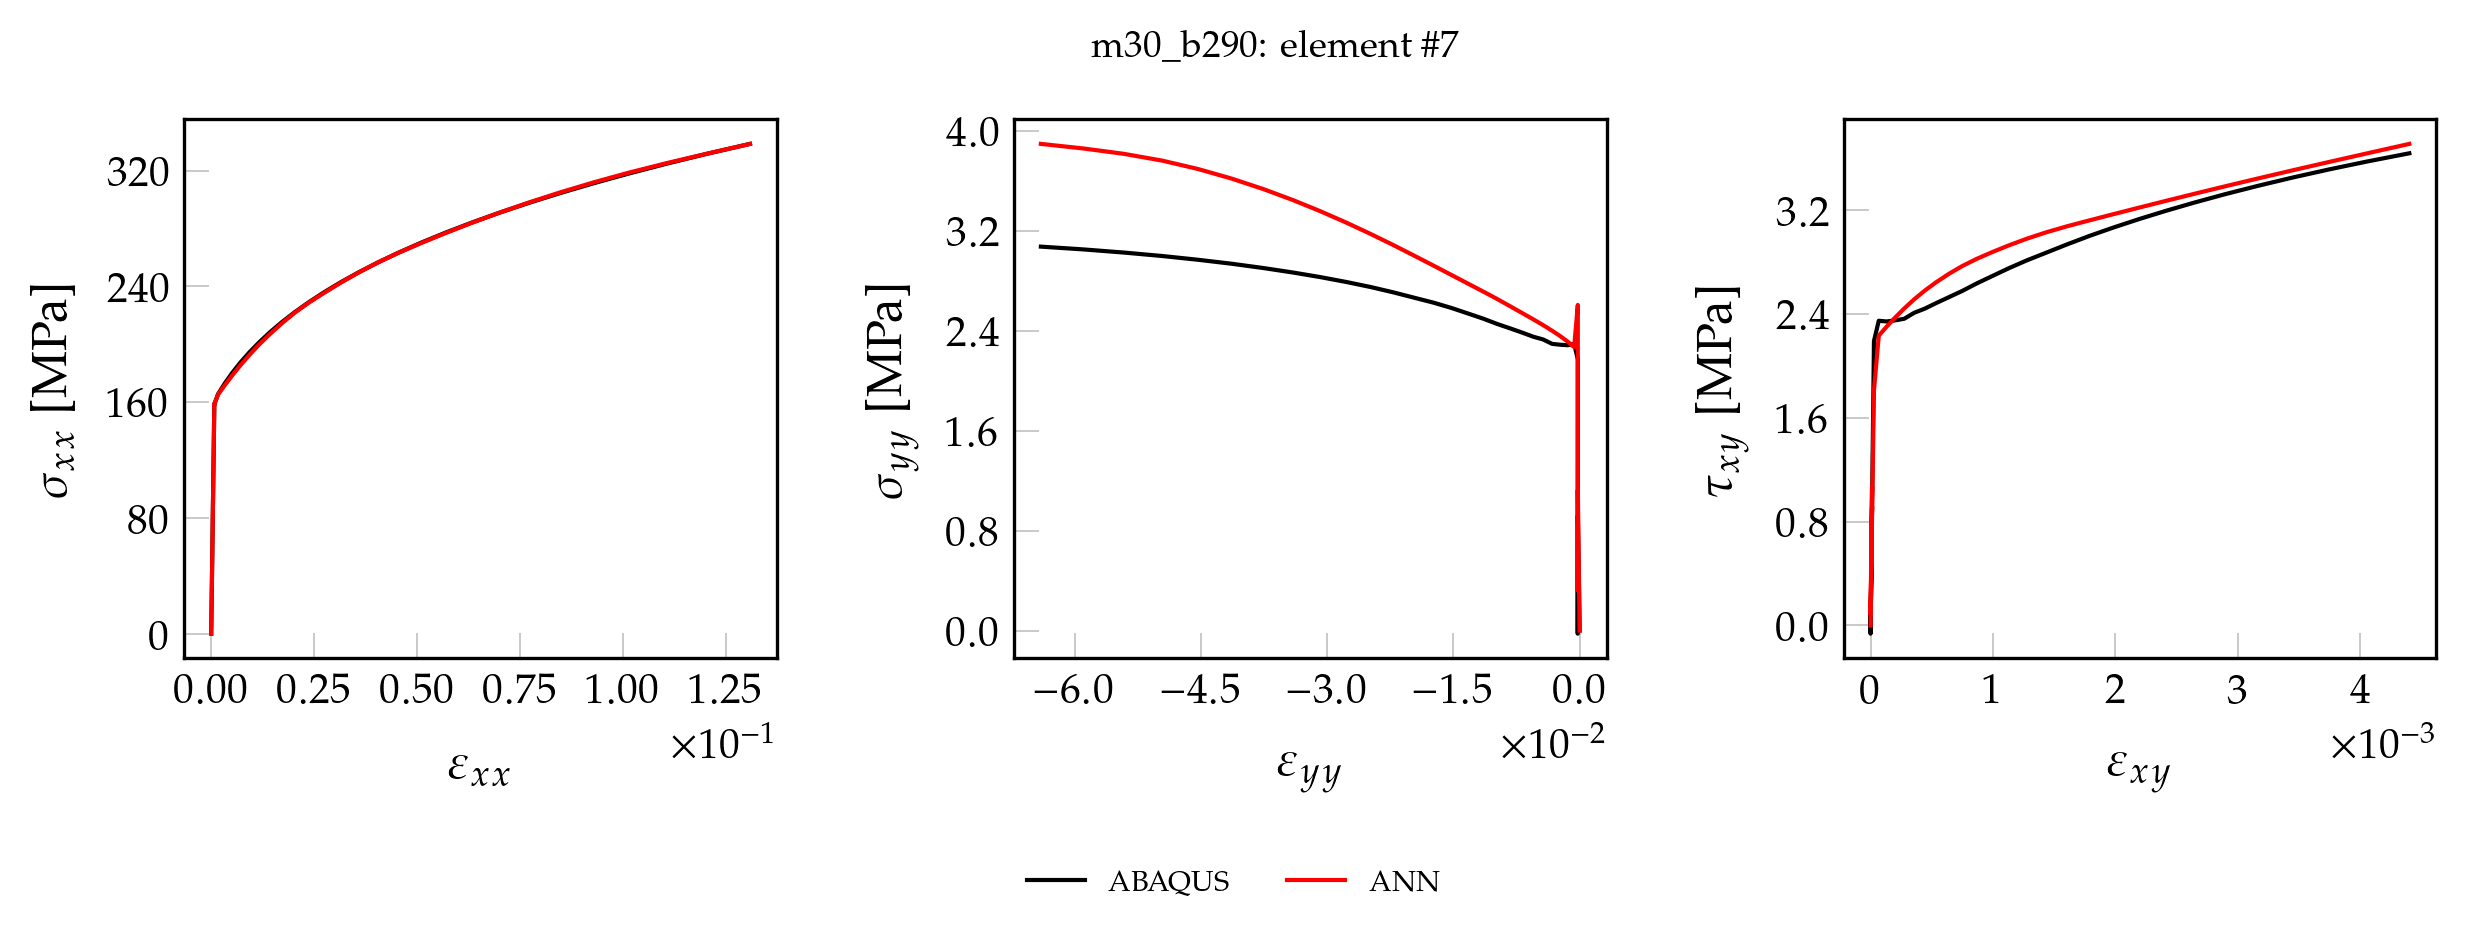 m30_b290: element #7
σxx [MPa]
320
240
160
80
0
0.00 0.25 0.50 0.75 1.00 1.25
×10−1
εxx
σyy [MPa]
4.0
3.2
2.4
1.6
0.8
0.0
−6.0 −4.5 −3.0 −1.5 0.0
×10−2
εyy
τxy [MPa]
3.2
2.4
1.6
0.8
0.0
0 1 2 3 4
×10−3
εxy
ABAQUS ANN